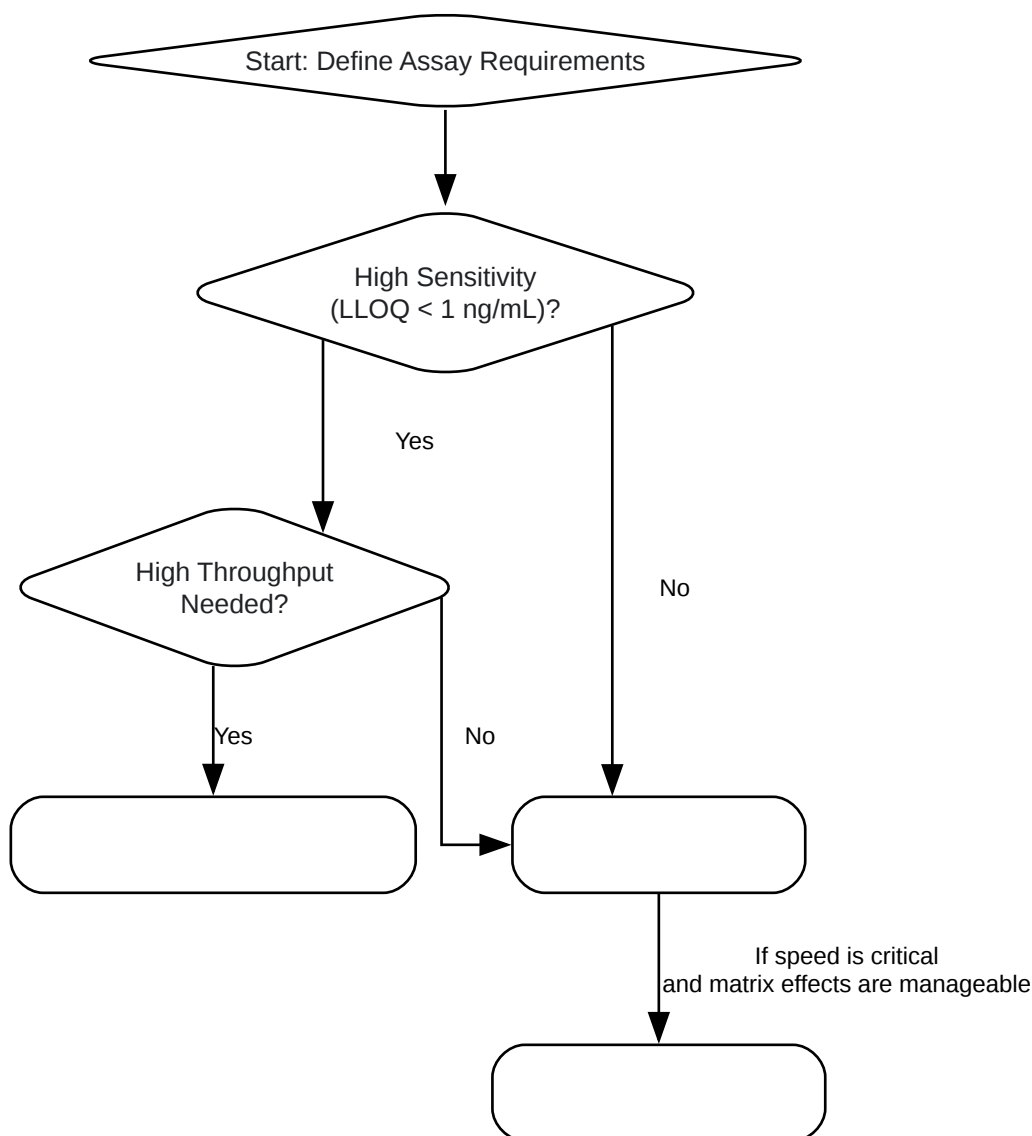 Start: Define Assay Requirements
High Sensitivity
(LLOQ < 1 ng/mL)?
Yes
High Throughput
Needed?
No
Yes
No
If speed is critical
and matrix effects are manageable